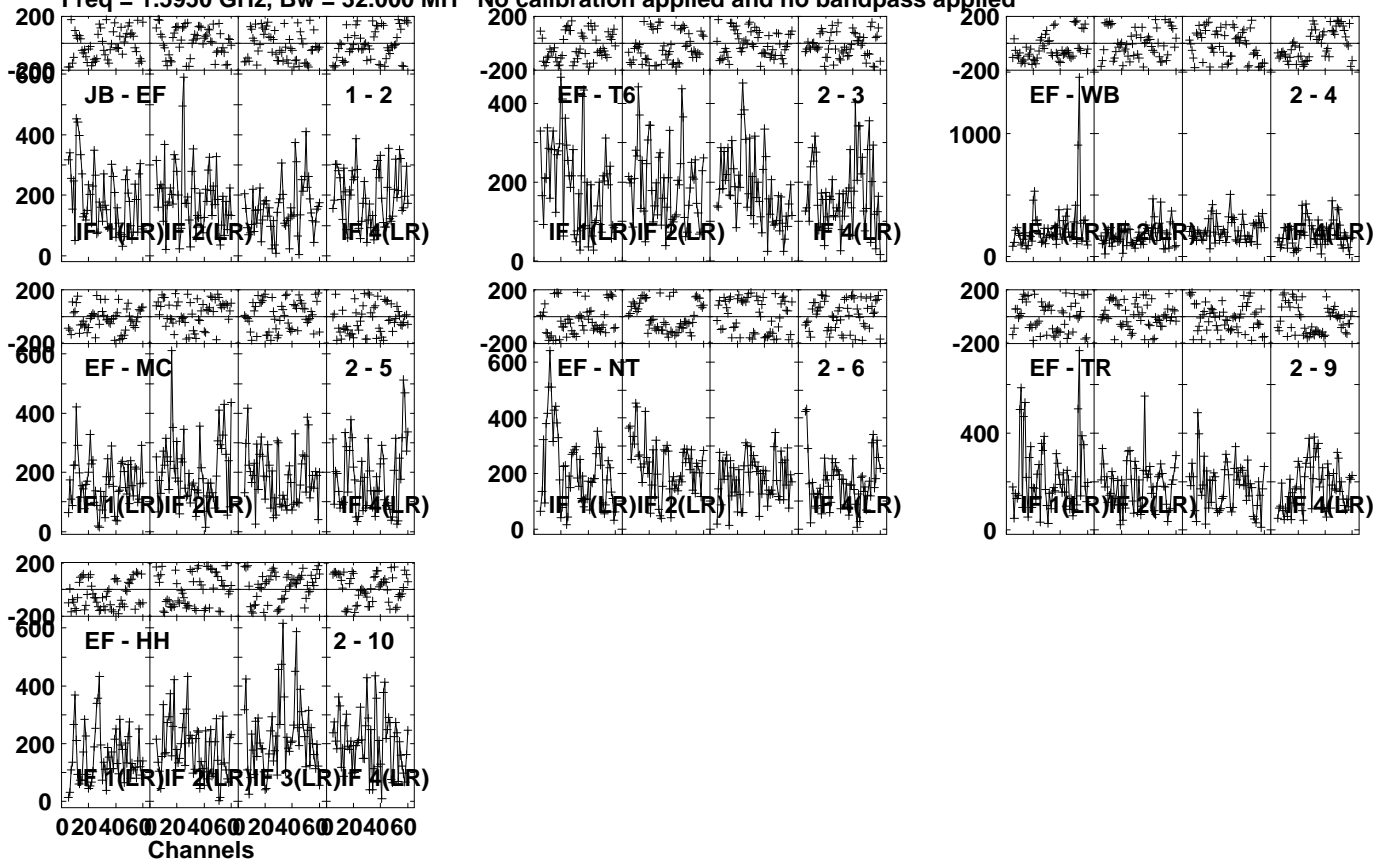 Freq = 1.5950 GHz, Bw = 32.000 MH No calibration applied and no bandpass applied
200
-200
600
400
200
0
JB - EF 1 - 2
IF 1(LR) IF 2(LR) IF 4(LR)
400
200
0
EF - T6 2 - 3
IF 1(LR) IF 2(LR) IF 4(LR)
200
-200
1000
0
EF - WB 2 - 4
IF 1(LR) IF 2(LR) IF 4(LR)
200
-200
600
400
200
0
EF - MC 2 - 5
IF 1(LR) IF 2(LR) IF 4(LR)
200
-200
600
400
200
0
EF - NT 2 - 6
IF 1(LR) IF 2(LR) IF 4(LR)
200
-200
400
0
EF - TR 2 - 9
IF 1(LR) IF 2(LR) IF 4(LR)
200
-200
600
400
200
0
EF - HH 2 - 10
IF 1(LR) IF 2(LR) IF 3(LR) IF 4(LR)
0 20 40 60 0 20 40 60 0 20 40 60 0 20 40 60
Channels